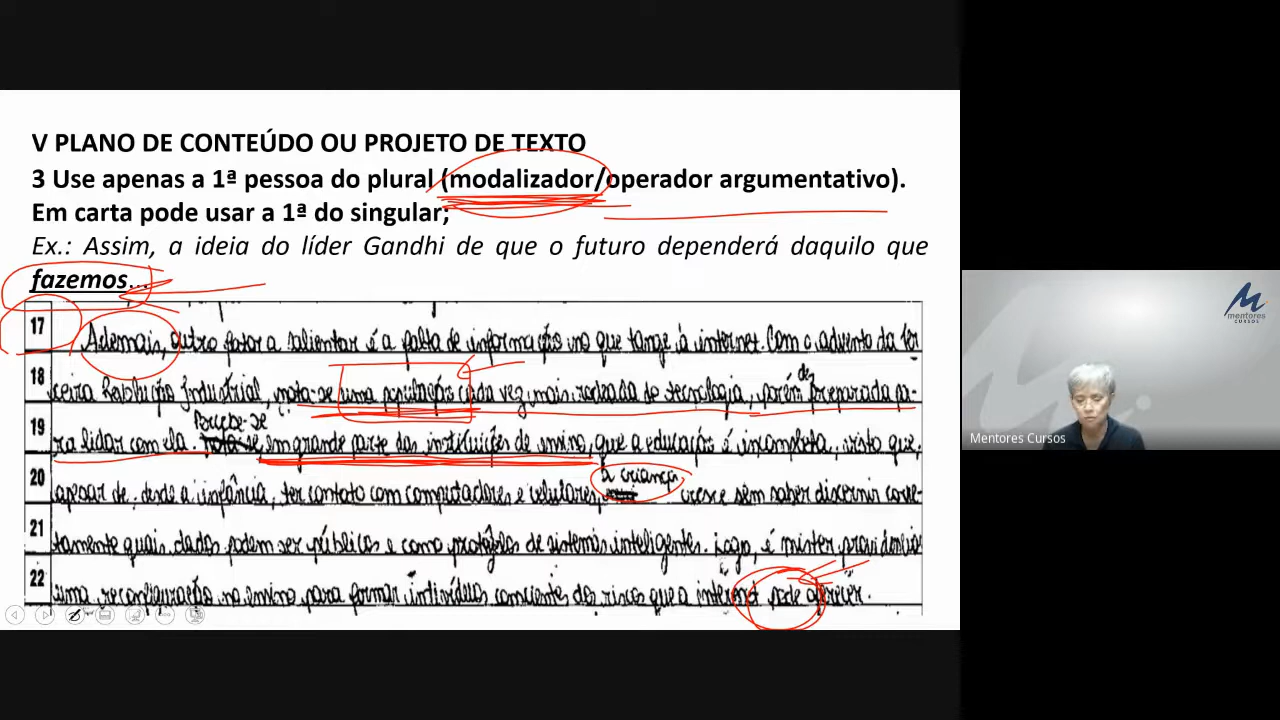 V PLANO DE CONTEÚDO OU PROJETO DE TEXTO
3 Use apenas a 1ª pessoa do plural (modalizador/operador argumentativo).
Em carta pode usar a 1ª do singular;
Ex.: Assim, a ideia do líder Gandhi de que o futuro dependerá daquilo que
fazemos...
17 Ademais, outro fator a salientar é a falta de informação no que tange à internet. Com o advento da ter
18 ceira Revolução Industrial, nota-se uma população cada vez mais rodeada de tecnologia, porém preparada pa-
Percebe-se
19 ra lidar com ela. em grande parte das instituições de ensino, que a educação é incompleta, visto que,
a criança
20 apesar de, desde a infância, ter contato com computadores e celulares, cresce sem saber discernir corre-
21 tamente quais dados podem ser públicos e como protegê-los de sistemas inteligentes. Logo, é mister
22 uma reconfiguração no ensino para formar indivíduos conscientes dos riscos que a internet pode oferecer.
mentores
CURSOS
Mentores Cursos